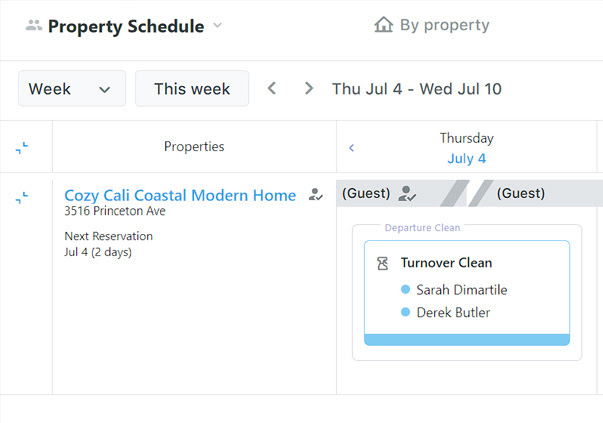 Property Schedule
By property
Week
This week
Thu Jul 4 - Wed Jul 10
Properties
Thursday
July 4
Cozy Cali Coastal Modern Home
3516 Princeton Ave
Next Reservation
Jul 4 (2 days)
(Guest)
(Guest)
Departure Clean
Turnover Clean
Sarah Dimartile
Derek Butler